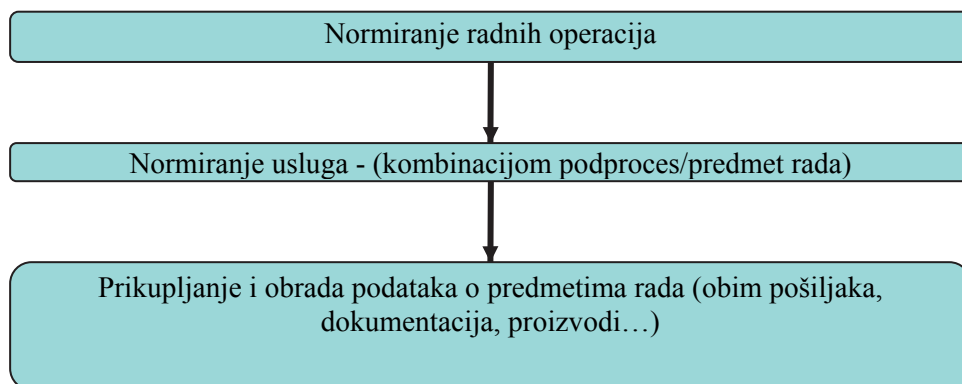 Normiranje radnih operacija
Normiranje usluga - (kombinacijom podproces/predmet rada)
Prikupljanje i obrada podataka o predmetima rada (obim pošiljaka,
dokumentacija, proizvodi…)